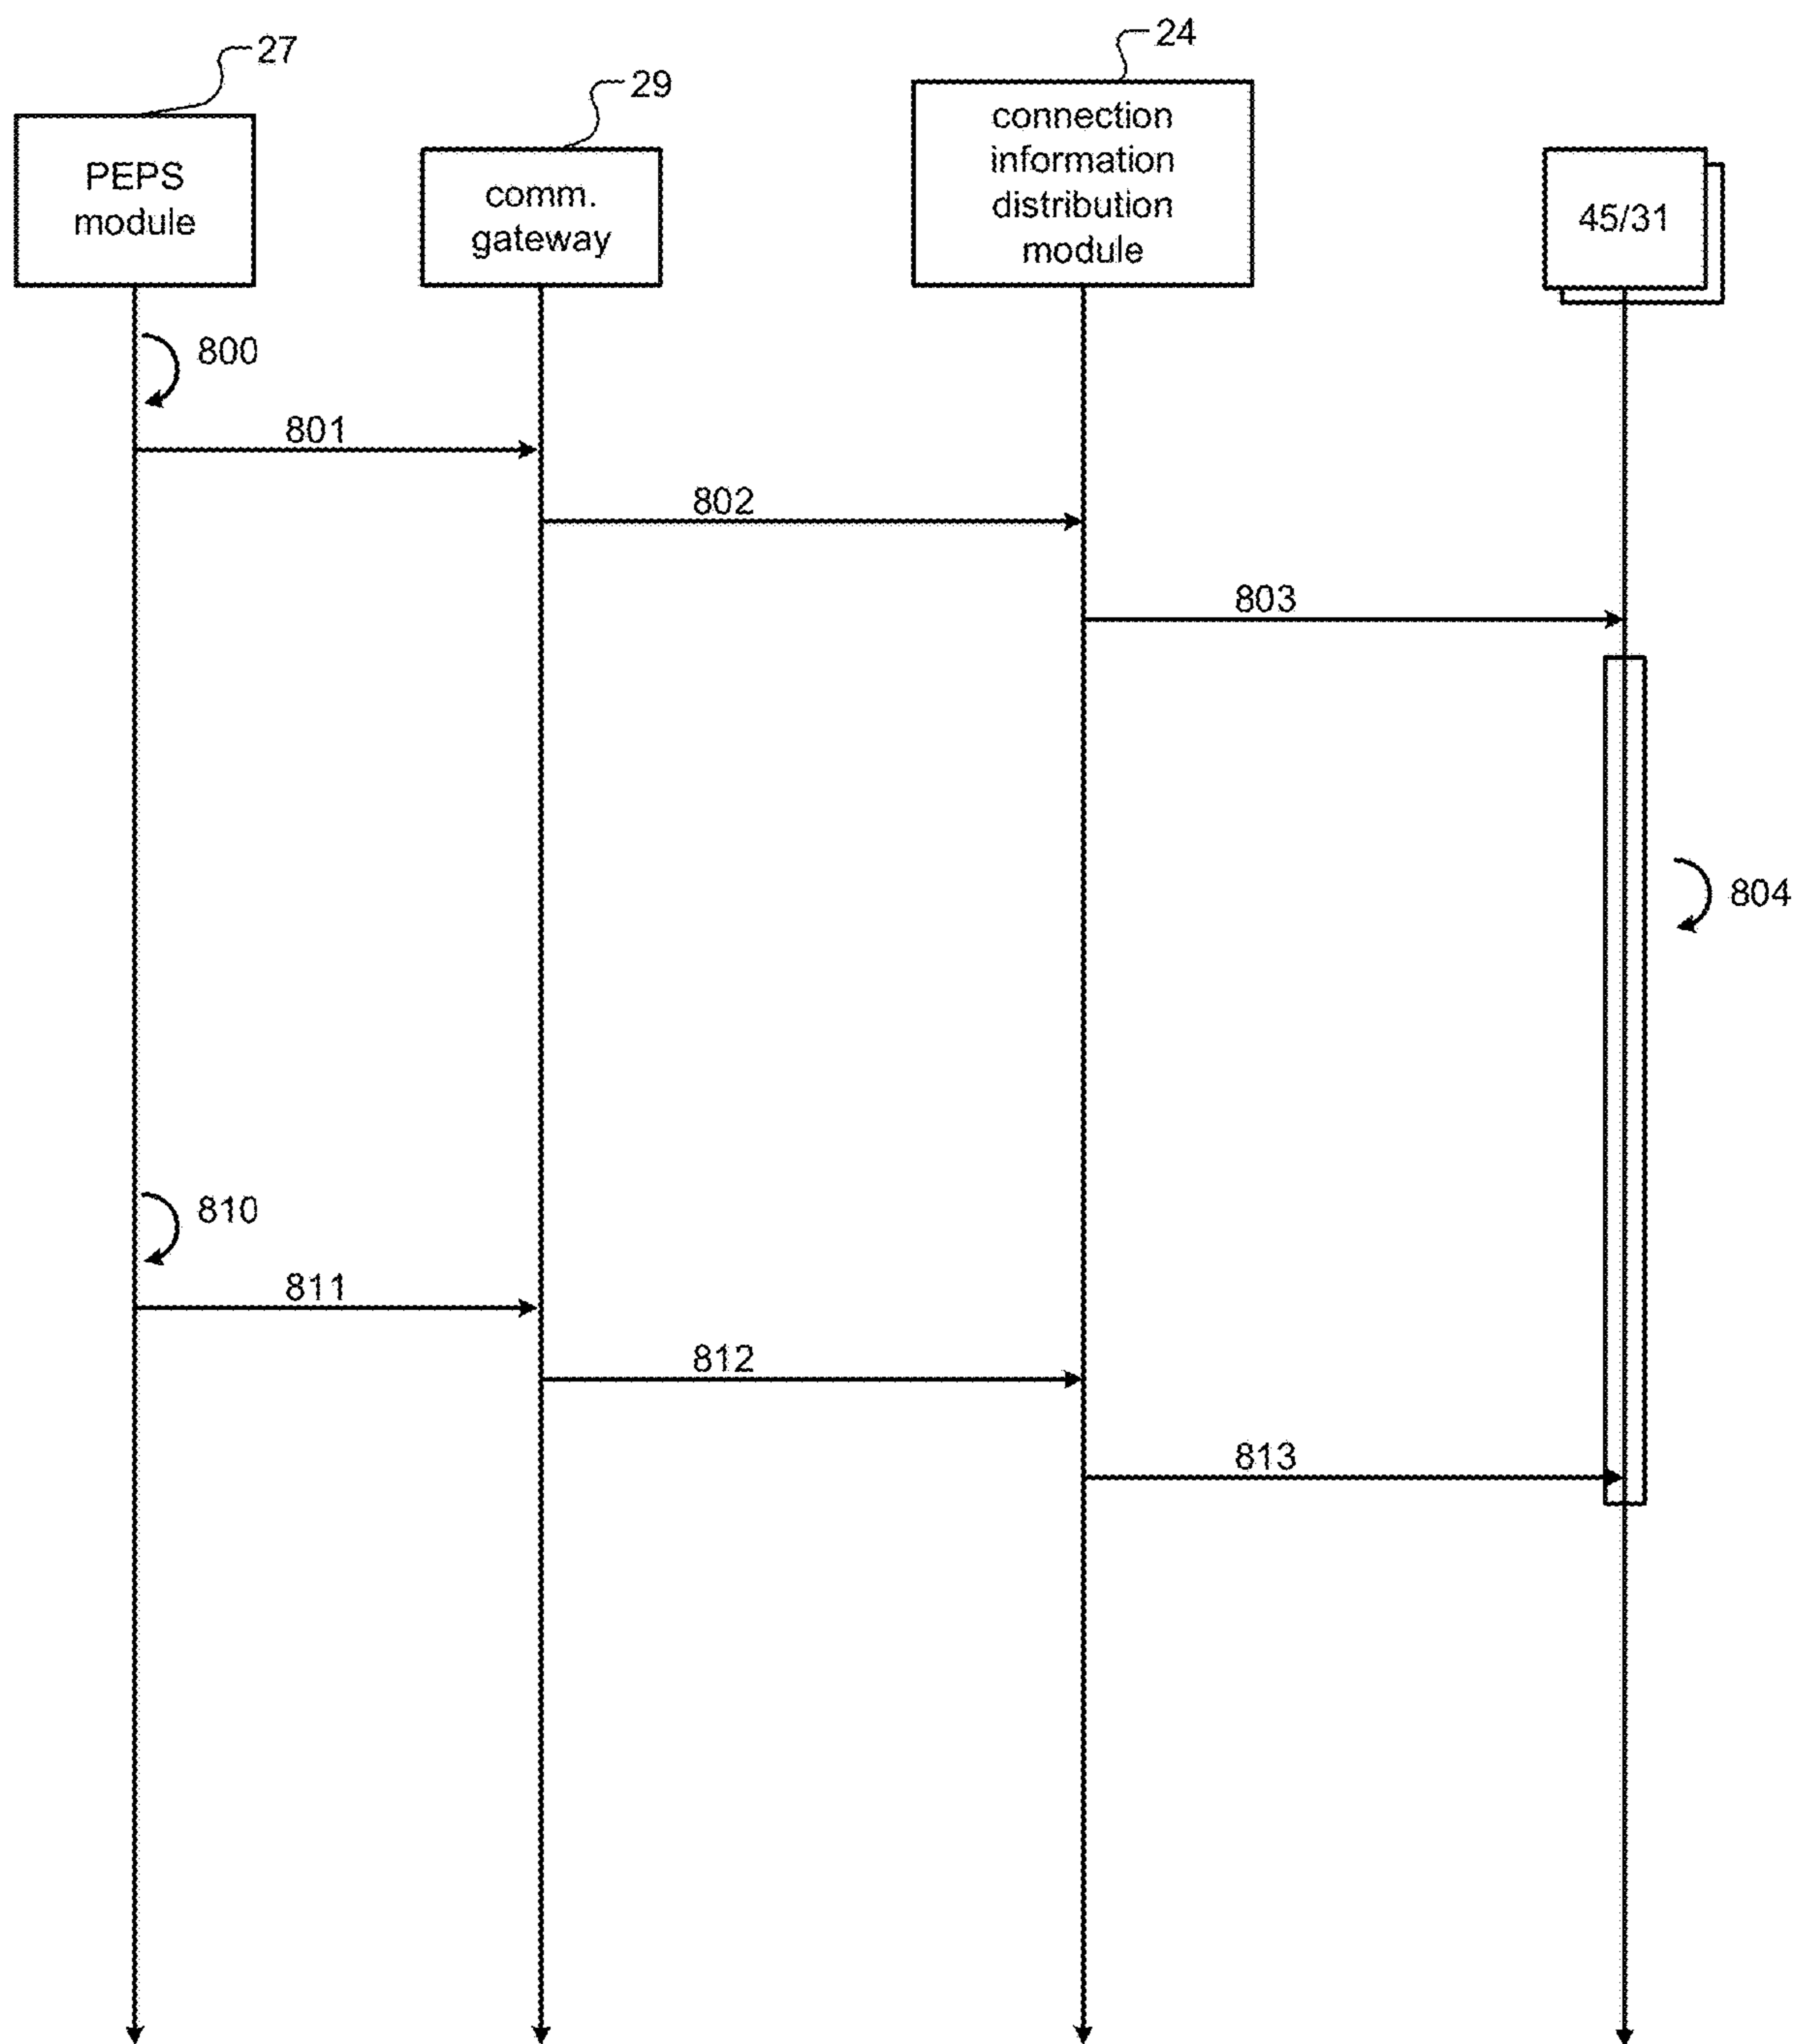 27
29
24
PEPS
module
comm.
gateway
connection
information
distribution
module
45/31
800
801
802
803
804
810
811
812
813